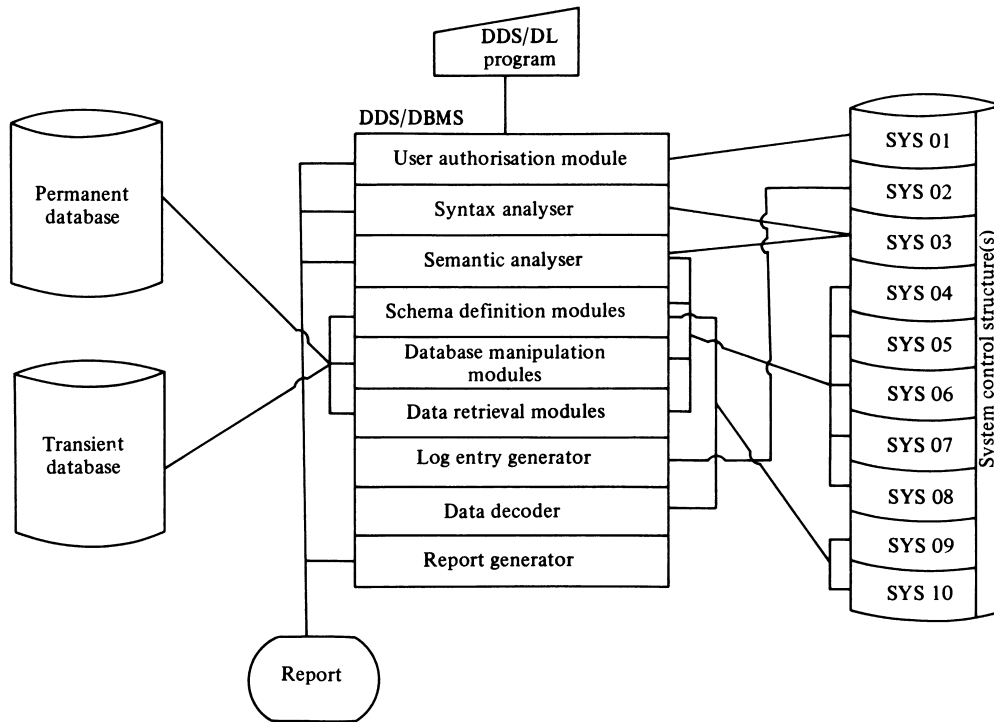 DDS/DL
program
DDS/DBMS
Permanent
database
Transient
database
User authorisation module
Syntax analyser
Semantic analyser
Schema definition modules
Database manipulation
modules
Data retrieval modules
Log entry generator
Data decoder
Report generator
Report
SYS 01
SYS 02
SYS 03
SYS 04
SYS 05
SYS 06
SYS 07
SYS 08
SYS 09
SYS 10
System control structure(s)